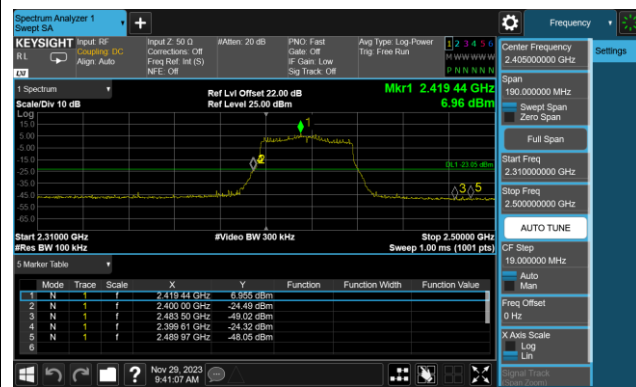 Spectrum Analyzer 1
Swept SA
+
Frequency
KEYSIGHT
RL
LXI
Input: RF
Coupling: DC
Align: Auto
Input Z: 50 Ω
Corrections: Off
Freq Ref: Int (S)
NFE: Off
#Atten: 20 dB
PNO: Fast
Gate: Off
IF Gain: Low
Sig Track: Off
Avg Type: Log-Power
Trig: Free Run
1 2 3 4 5 6
M W W W W W
P N N N N N
Center Frequency
2.405000000 GHz
Settings
Span
190.000000 MHz
Swept Span
Zero Span
Full Span
Start Freq
2.310000000 GHz
Stop Freq
2.500000000 GHz
AUTO TUNE
CF Step
19.000000 MHz
Auto
Man
Freq Offset
0 Hz
X Axis Scale
Log
Lin
Signal Track
(Span Zoom)
1 Spectrum
Scale/Div 10 dB
Log
Ref Lvl Offset 22.00 dB
Ref Level 25.00 dBm
Mkr1 2.419 44 GHz
6.96 dBm
15.0
5.00
-5.00
-15.0
-25.0
-35.0
-45.0
-55.0
-65.0
1
DL1 -23.05 dBm
3 5
Start 2.31000 GHz
#Res BW 100 kHz
#Video BW 300 kHz
Stop 2.50000 GHz
Sweep 1.00 ms (1001 pts)
5 Marker Table
Mode Trace Scale X Y Function Function Width Function Value
1 N 1 f 2.419 44 GHz 6.955 dBm
2 N 1 f 2.400 00 GHz -24.49 dBm
3 N 1 f 2.483 50 GHz -49.02 dBm
4 N 1 f 2.399 61 GHz -24.32 dBm
5 N 1 f 2.489 97 GHz -48.05 dBm
6
?
Nov 29, 2023
9:41:07 AM